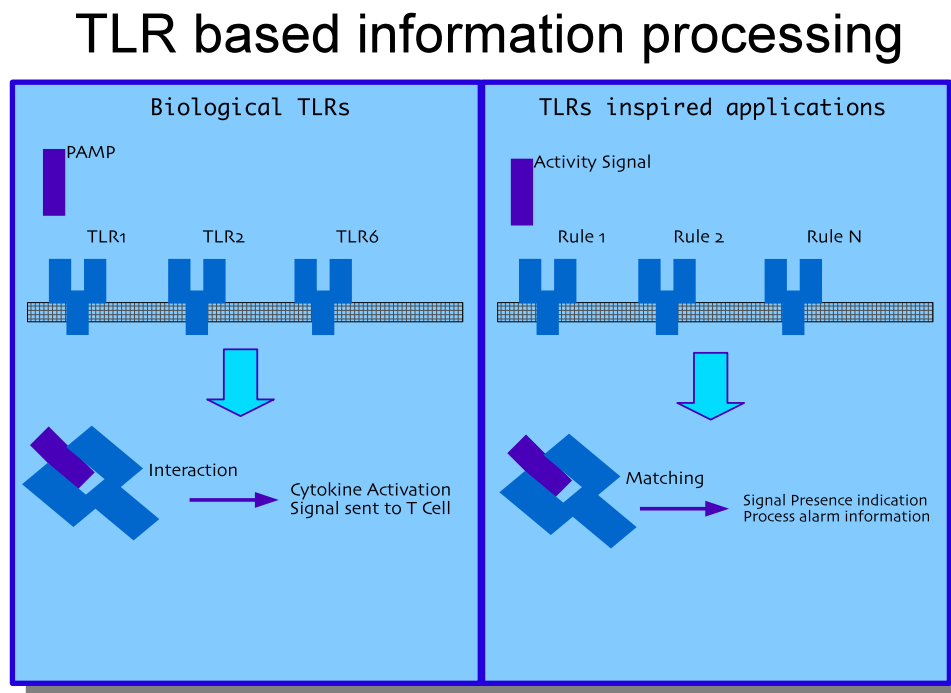 TLR based information processing
Biological TLRs
PAMP
TLR1
TLR2
TLR6
Interaction
Cytokine Activation
Signal sent to T Cell
TLRs inspired applications
Activity Signal
Rule 1
Rule 2
Rule N
Matching
Signal Presence indication
Process alarm information